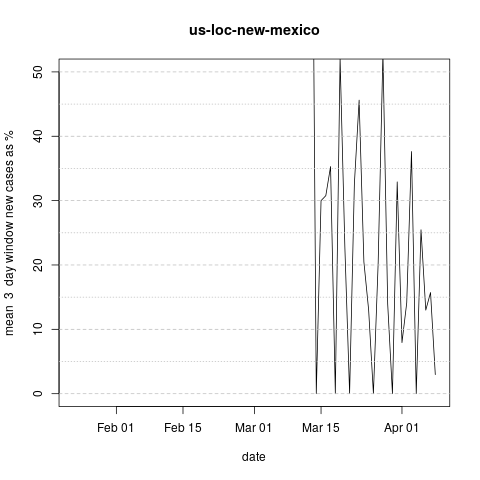 us-loc-new-mexico
mean 3 day window new cases as %
50
40
30
20
10
0
Feb 01 Feb 15 Mar 01 Mar 15 Apr 01
date